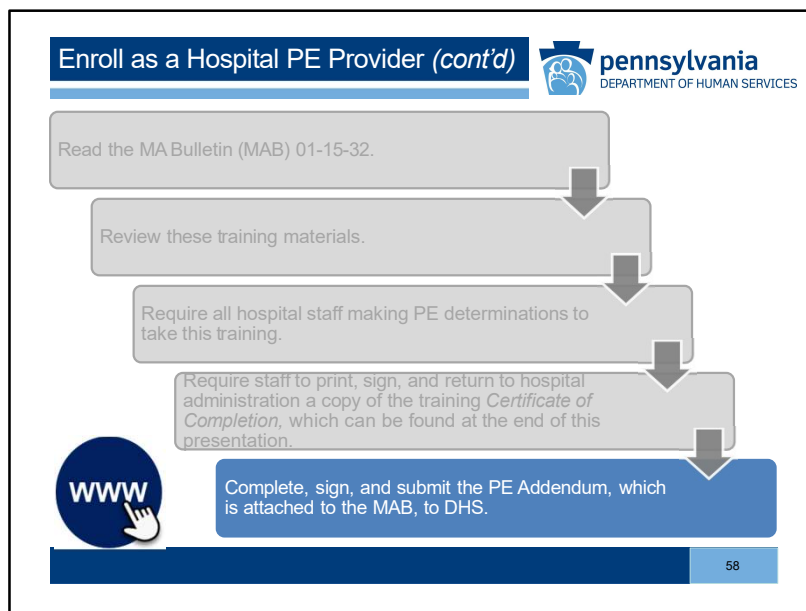 Enroll as a Hospital PE Provider (cont'd)
pennsylvania
DEPARTMENT OF HUMAN SERVICES
Read the MA Bulletin (MAB) 01-15-32.
Review these training materials.
Require all hospital staff making PE determinations to
take this training.
Require staff to print, sign, and return to hospital
administration a copy of the training Certificate of
Completion, which can be found at the end of this
presentation.
Complete, sign, and submit the PE Addendum, which
is attached to the MAB, to DHS.
www
58